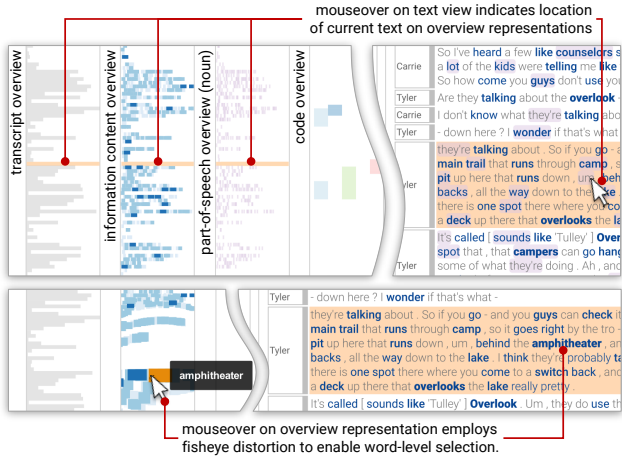 mouseover on text view indicates location
of current text on overview representations
transcript overview
information content overview
part-of-speech overview (noun)
code overview
Carrie
So I've heard a few like counselors s
a lot of the kids were telling me like
So how come you guys don't use you
Tyler
Are they talking about the overlook -
Carrie
I don't know what they're talking abo
Tyler
- down here ? I wonder if that's what
they're talking about . So if you go - a
main trail that runs through camp , s
pit up here that runs down , um beh
backs , all the way down to the lake .
there is one spot there where you co
a deck up there that overlooks the la
yler
It's called [ sounds like 'Tulley' ] Over
spot that , that campers can go hang
some of what they're doing . Ah , and
Tyler
Tyler
- down here ? I wonder if that's what -
they're talking about . So if you go - and you guys can check it
main trail that runs through camp , so it goes right by the tro -
pit up here that runs down , um , behind the amphitheater , an
backs , all the way down to the lake . I think they're probably ta
there is one spot there where you come to a switch back , and
a deck up there that overlooks the lake really pretty .
Tyler
It's called [ sounds like 'Tulley' ] Overlook . Um , they do use th
amphitheater
mouseover on overview representation employs
fisheye distortion to enable word-level selection.